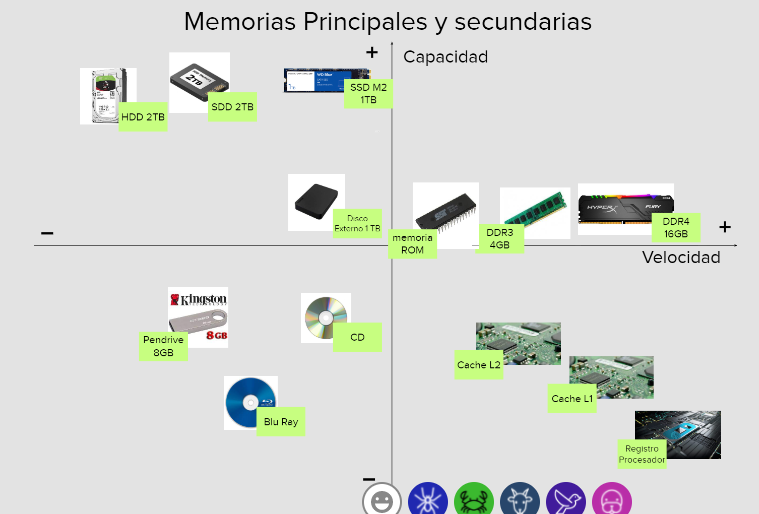 Memorias Principales y secundarias
+
Capacidad
HDD 2TB
2TB
SDD 2TB
SSD M2
1TB
Disco
Externo 1 TB
memoria
ROM
DDR3
4GB
HYPERX
FURY
DDR4
16GB
−
+
Velocidad
Kingston
8GB
Pendrive
8GB
CD
Blu Ray
Cache L2
Cache L1
Registro
Procesador
−